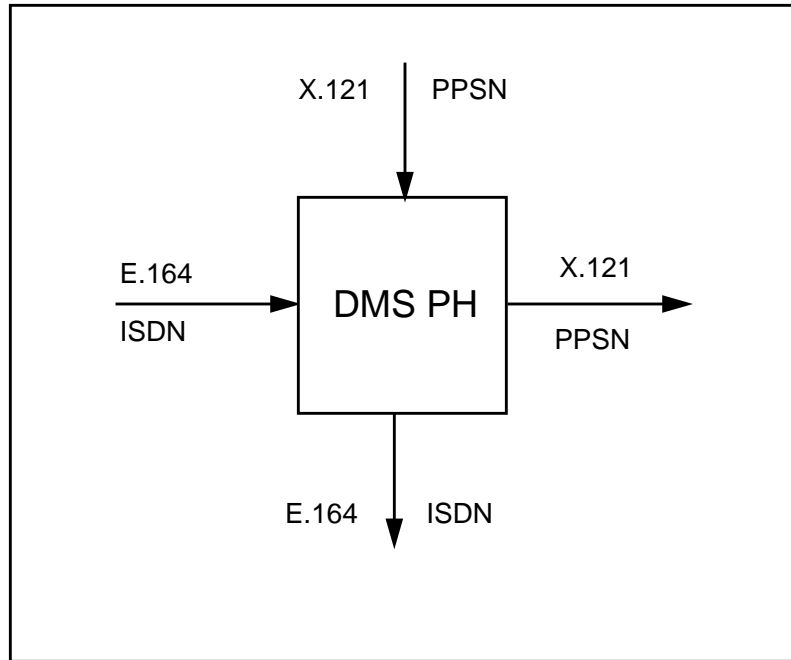 X.121 PPSN
E.164
ISDN
DMS PH
X.121
PPSN
E.164 ISDN